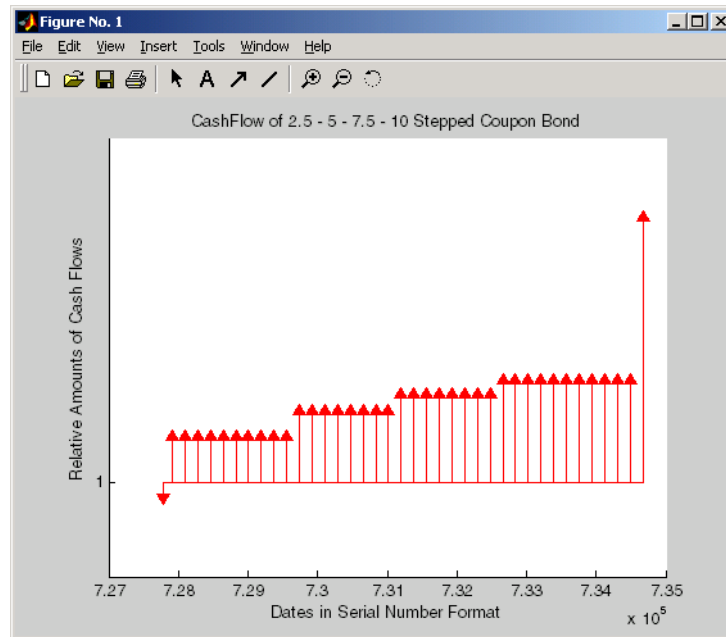 Figure No. 1
File Edit View Insert Tools Window Help
A
CashFlow of 2.5 - 5 - 7.5 - 10 Stepped Coupon Bond
Relative Amounts of Cash Flows
1
7.27 7.28 7.29 7.3 7.31 7.32 7.33 7.34 7.35
Dates in Serial Number Format
x 10⁵